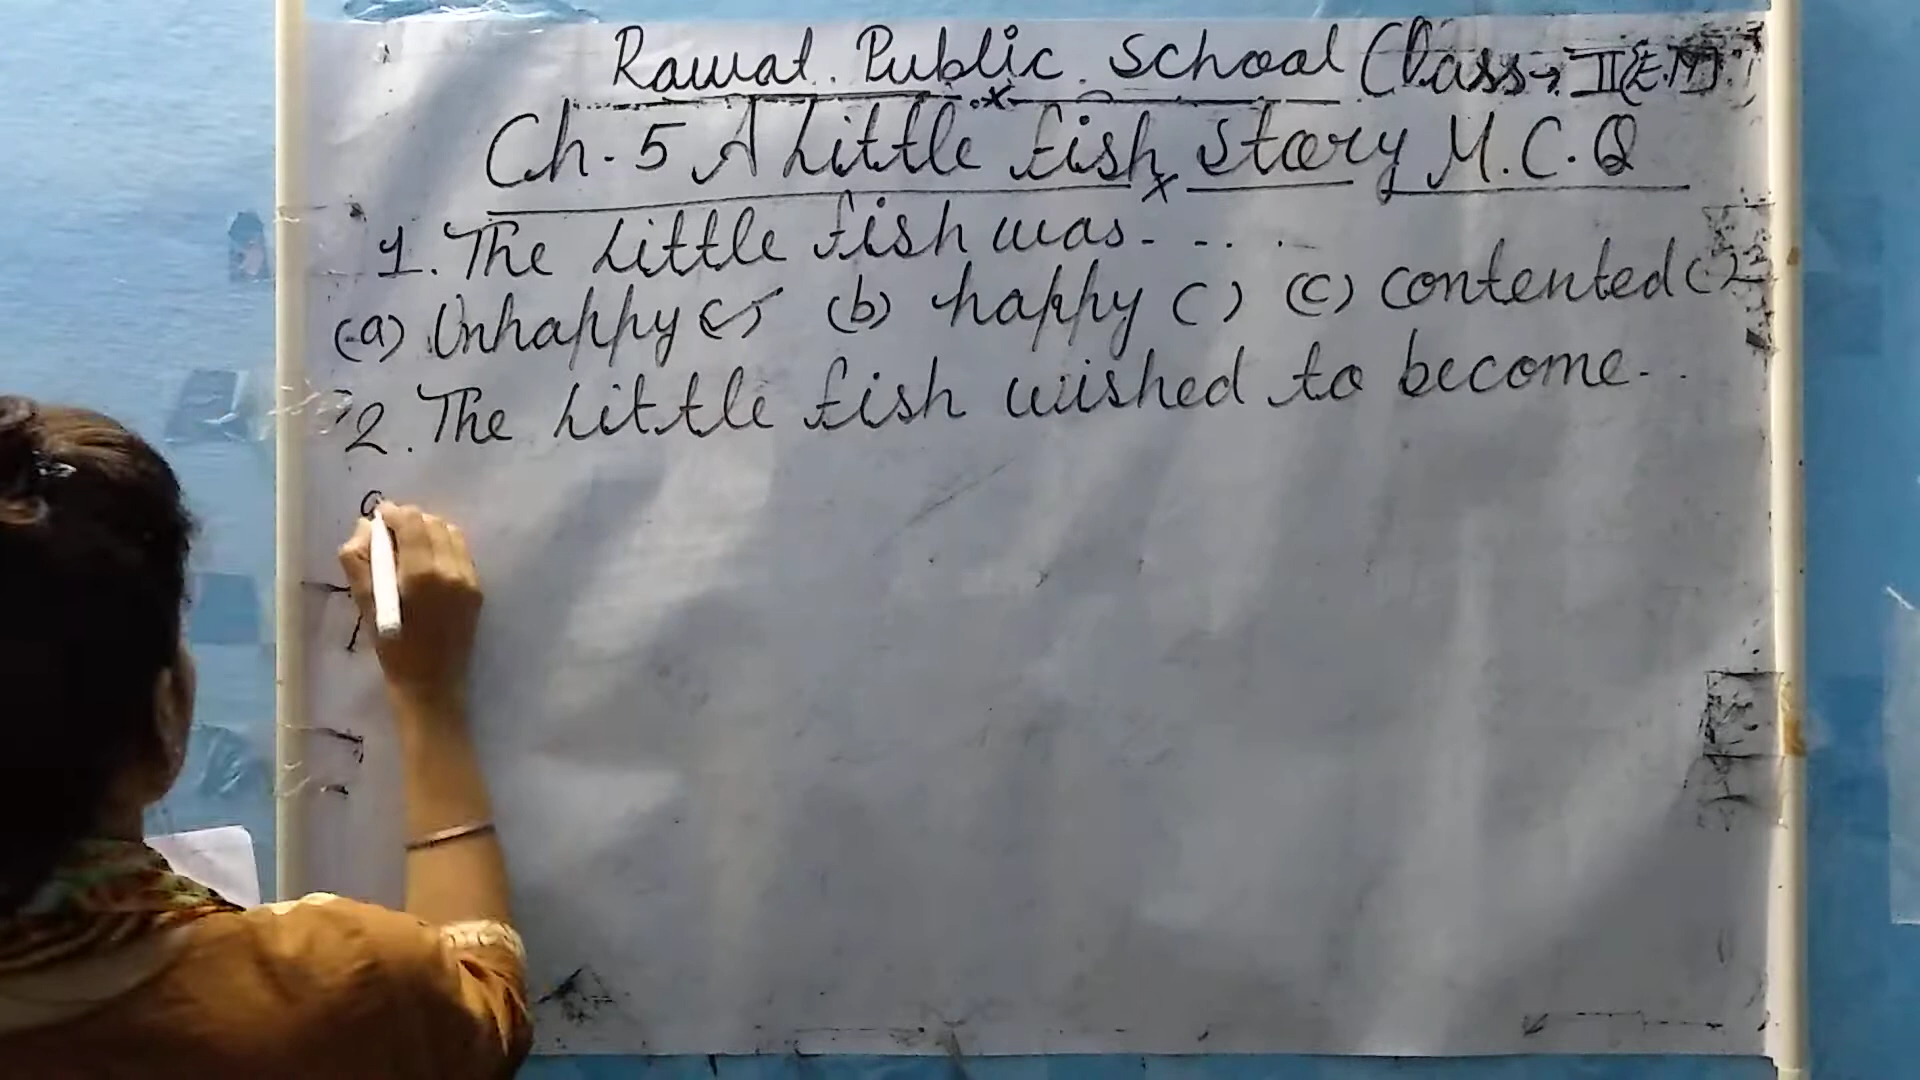 Rawat Public School Class→ II(E.M)
Ch-5 A Little fish Story M.C.Q
1. The Little fish was - ...
(a) Unhappy (✓) (b) happy ( ) (c) contented ( )
2. The Little fish wished to become..
a